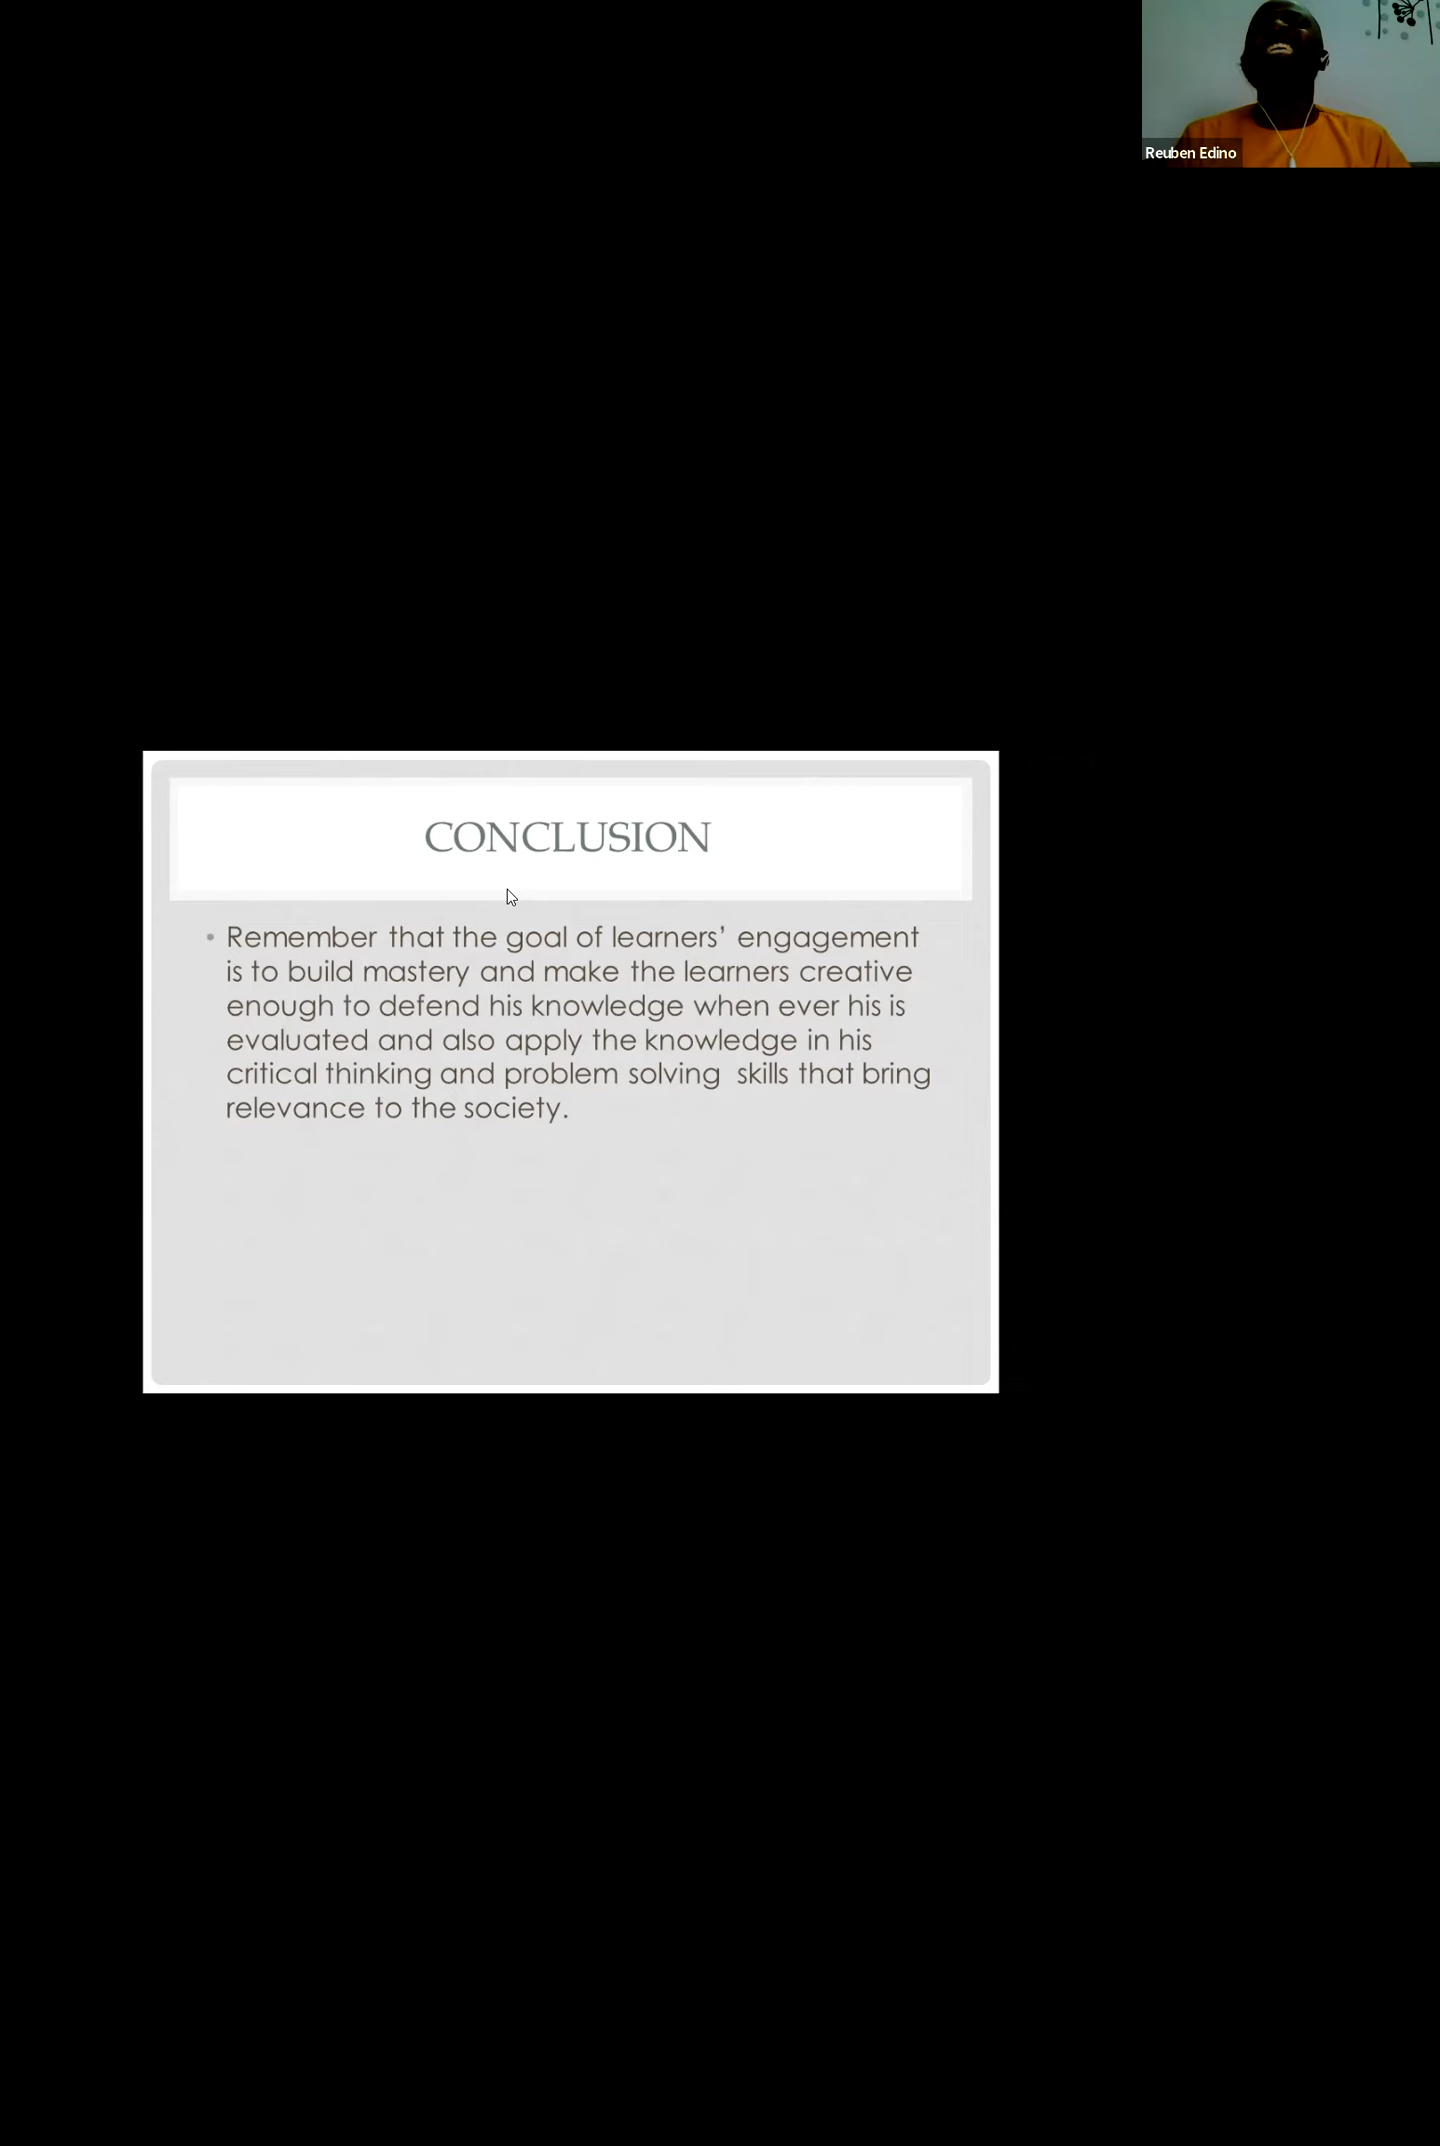 Reuben Edino
CONCLUSION
• Remember that the goal of learners’ engagement
is to build mastery and make the learners creative
enough to defend his knowledge when ever his is
evaluated and also apply the knowledge in his
critical thinking and problem solving skills that bring
relevance to the society.